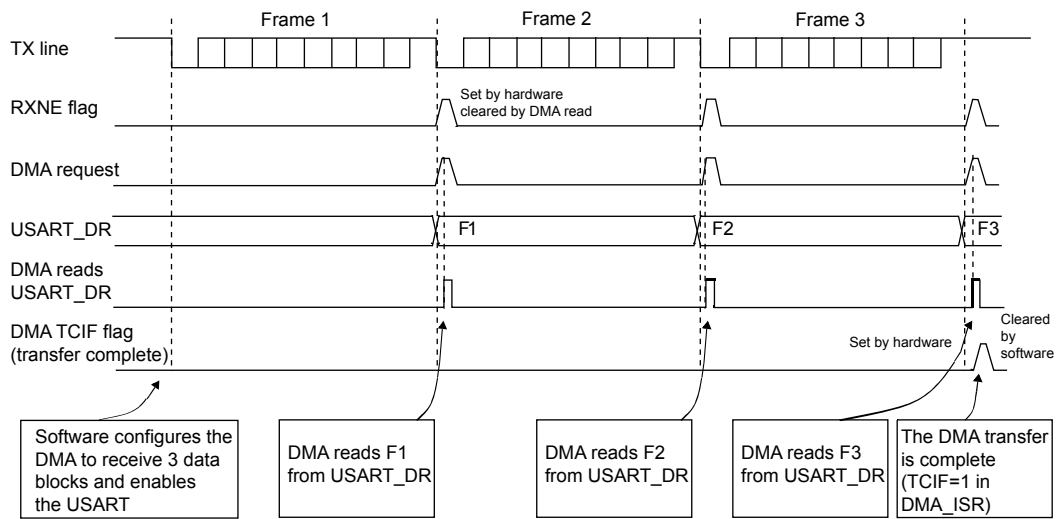 Frame 1
Frame 2
Frame 3
TX line
RXNE flag
Set by hardware
cleared by DMA read
DMA request
USART_DR
F1
F2
F3
DMA reads
USART_DR
DMA TCIF flag
(transfer complete)
Set by hardware
Cleared
by
software
Software configures the
DMA to receive 3 data
blocks and enables
the USART
DMA reads F1
from USART_DR
DMA reads F2
from USART_DR
DMA reads F3
from USART_DR
The DMA transfer
is complete
(TCIF=1 in
DMA_ISR)